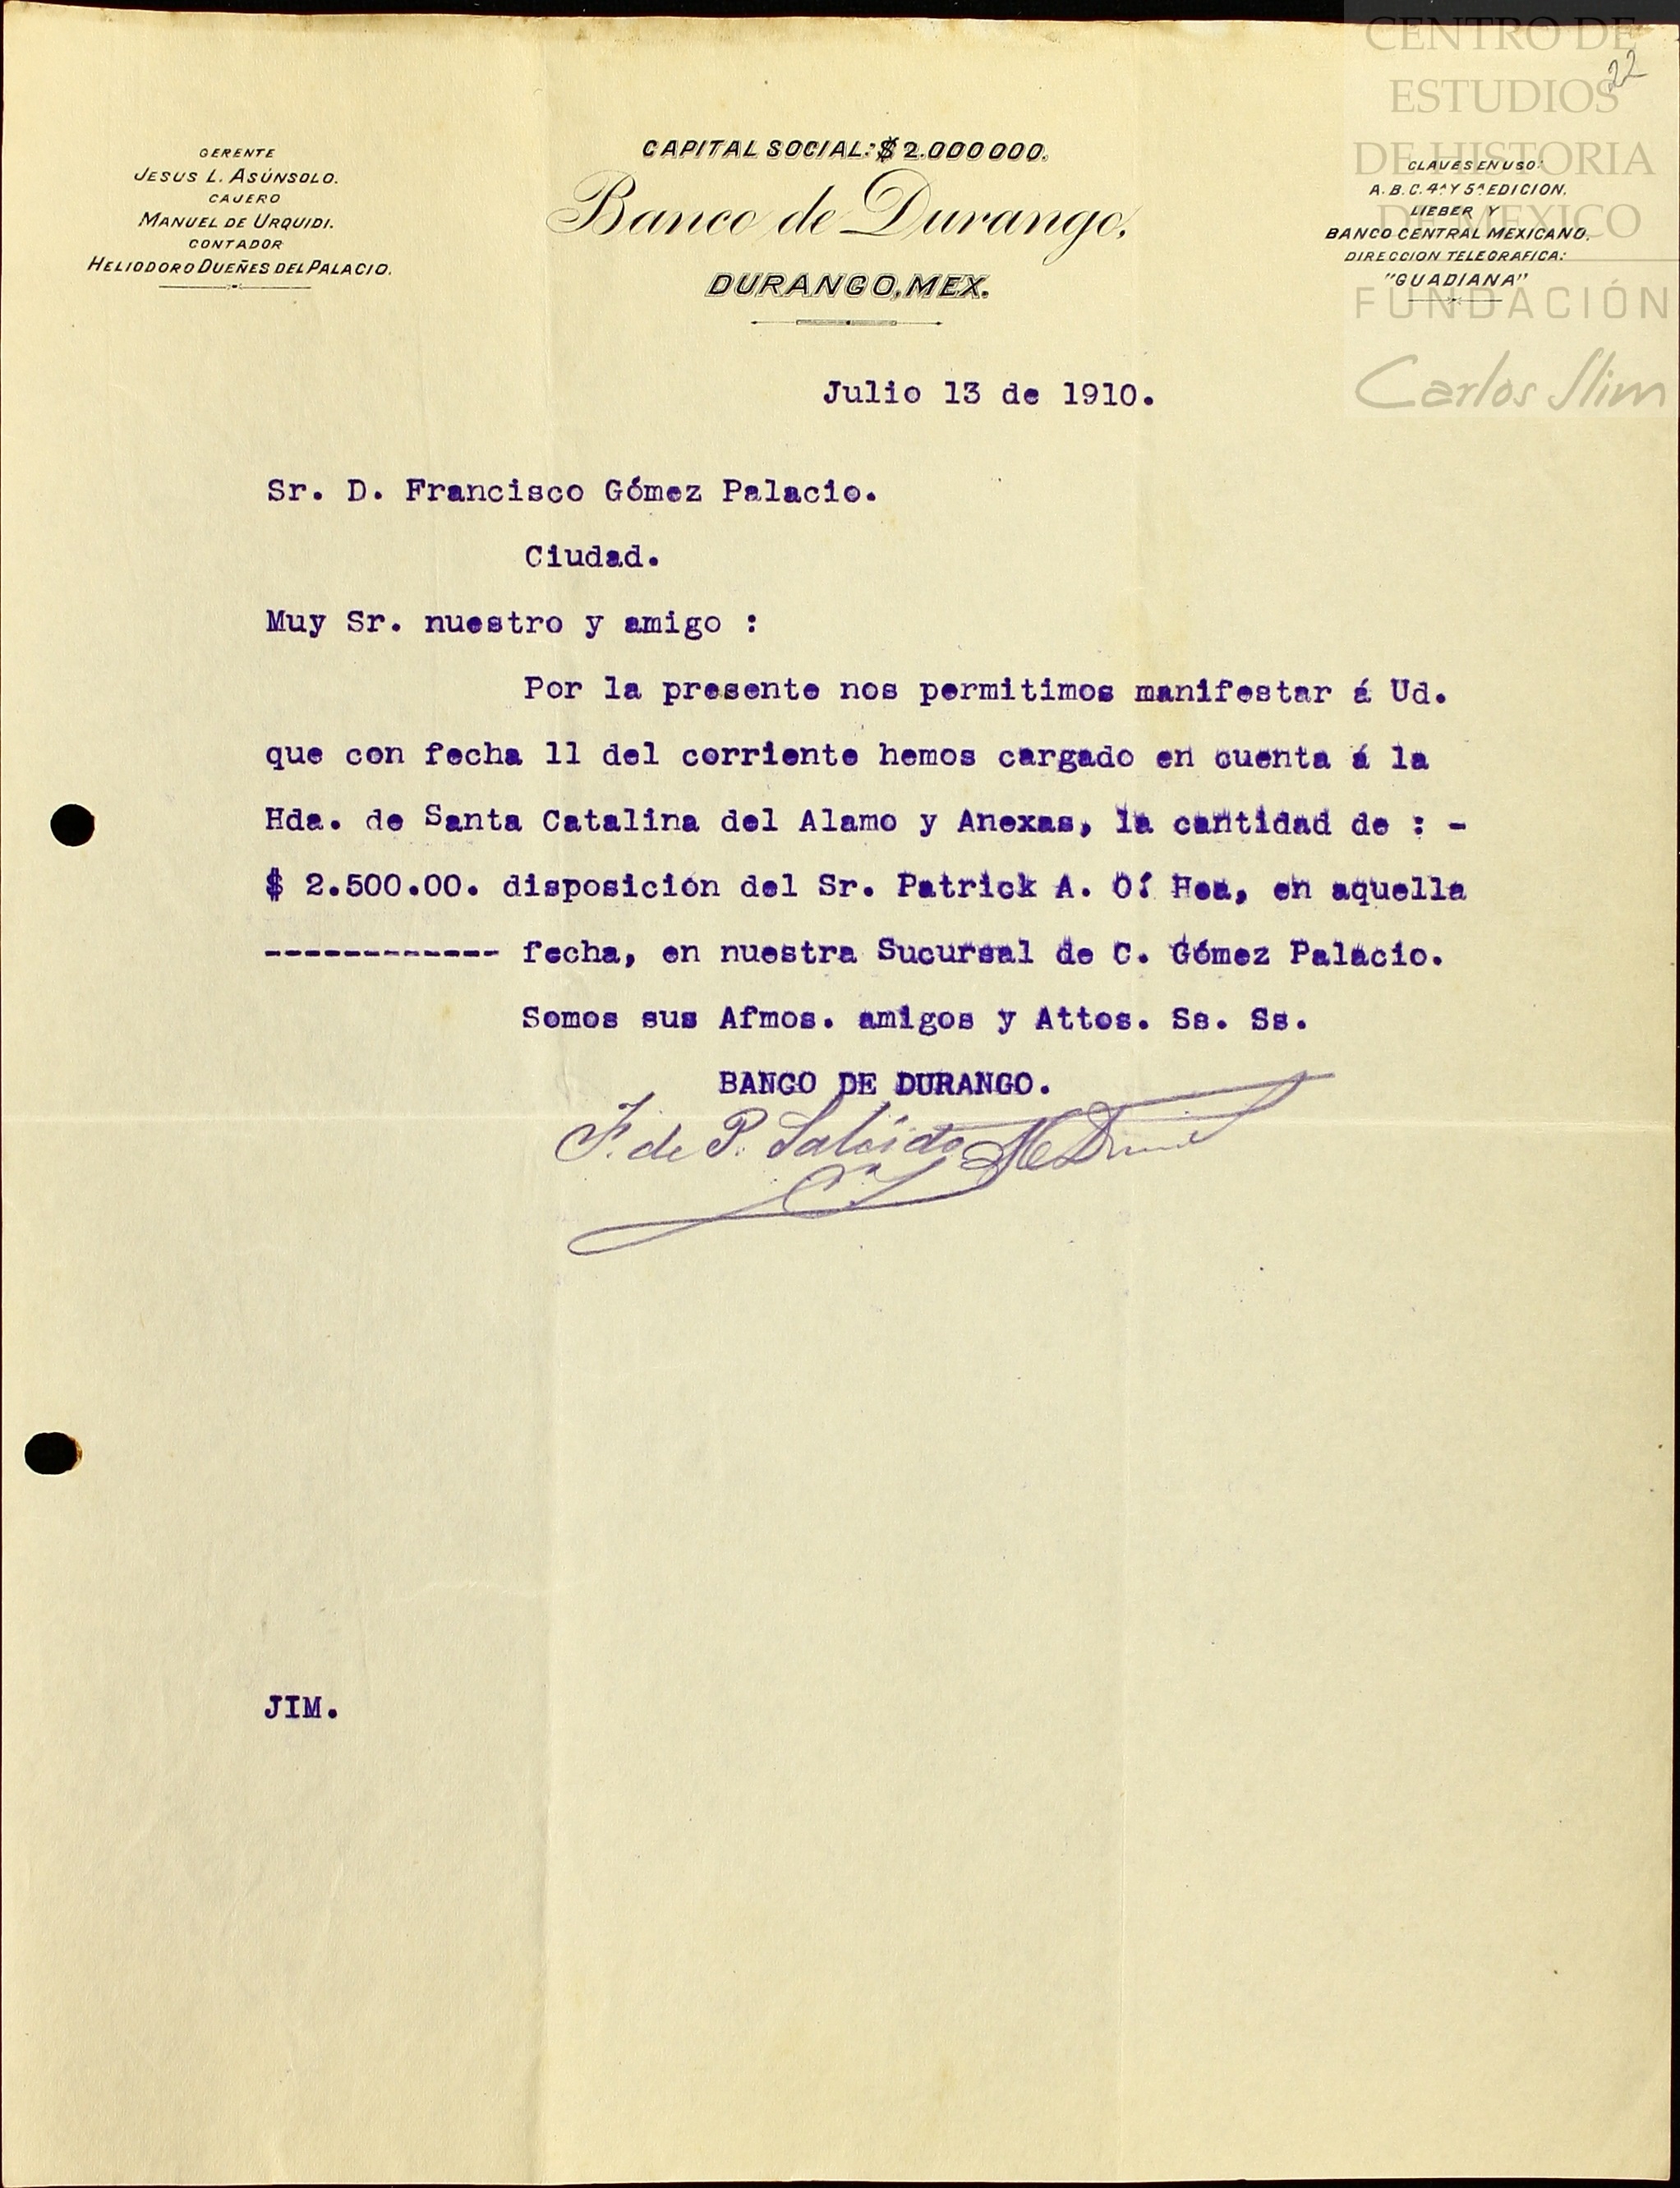 CENTRO DE
ESTUDIOS
DE HISTORIA
DE MEXICO
FUNDACIÓN
Carlos Slim
22
GERENTE
JESUS L. ASÚNSOLO.
CAJERO
MANUEL DE URQUIDI.
CONTADOR
HELIODORO DUEÑES DEL PALACIO.
CAPITAL SOCIAL: $ 2.000000.
Banco de Durango,
DURANGO, MEX.
CLAVES EN USO:
A. B. C. 4ª Y 5ª EDICION.
LIEBER Y
BANCO CENTRAL MEXICANO.
DIRECCION TELEGRAFICA:
"GUADIANA"
Julio 13 de 1910.
Sr. D. Francisco Gómez Palacio.
Ciudad.
Muy Sr. nuestro y amigo :
Por la presente nos permitimos manifestar á Ud.
que con fecha 11 del corriente hemos cargado en cuenta á la
Hda. de Santa Catalina del Alamo y Anexas, la cantidad de : -
$ 2.500.00. disposición del Sr. Patrick A. O´ Hea, en aquella
------------ fecha, en nuestra Sucursal de C. Gómez Palacio.
Somos sus Afmos. amigos y Attos. Ss. Ss.
BANCO DE DURANGO.
F. de P. Salcido
JIM.